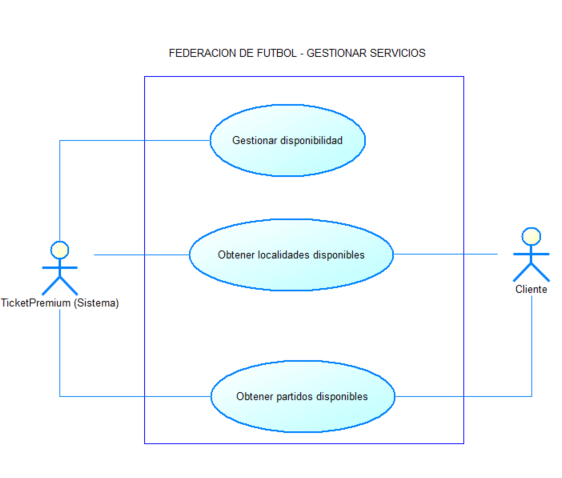 FEDERACION DE FUTBOL - GESTIONAR SERVICIOS
Gestionar disponibilidad
Obtener localidades disponibles
Cliente
TicketPremium (Sistema)
Obtener partidos disponibles